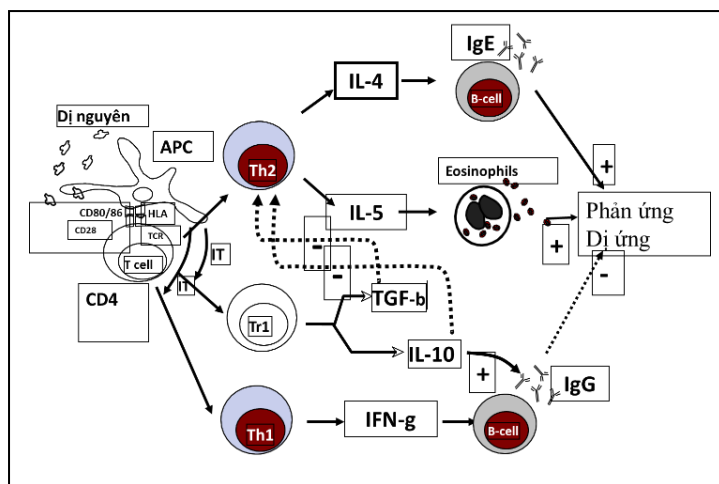 IgE
IL-4
B-cell
Dị nguyên
APC
Th2
Eosinophils
+
CD80/86
HLA
CD28
TCR
IL-5
Phản ứng
Dị ứng
T cell
IT
-
+
IT
-
-
CD4
TGF-b
Tr1
IL-10
+
IgG
Th1
IFN-g
B-cell